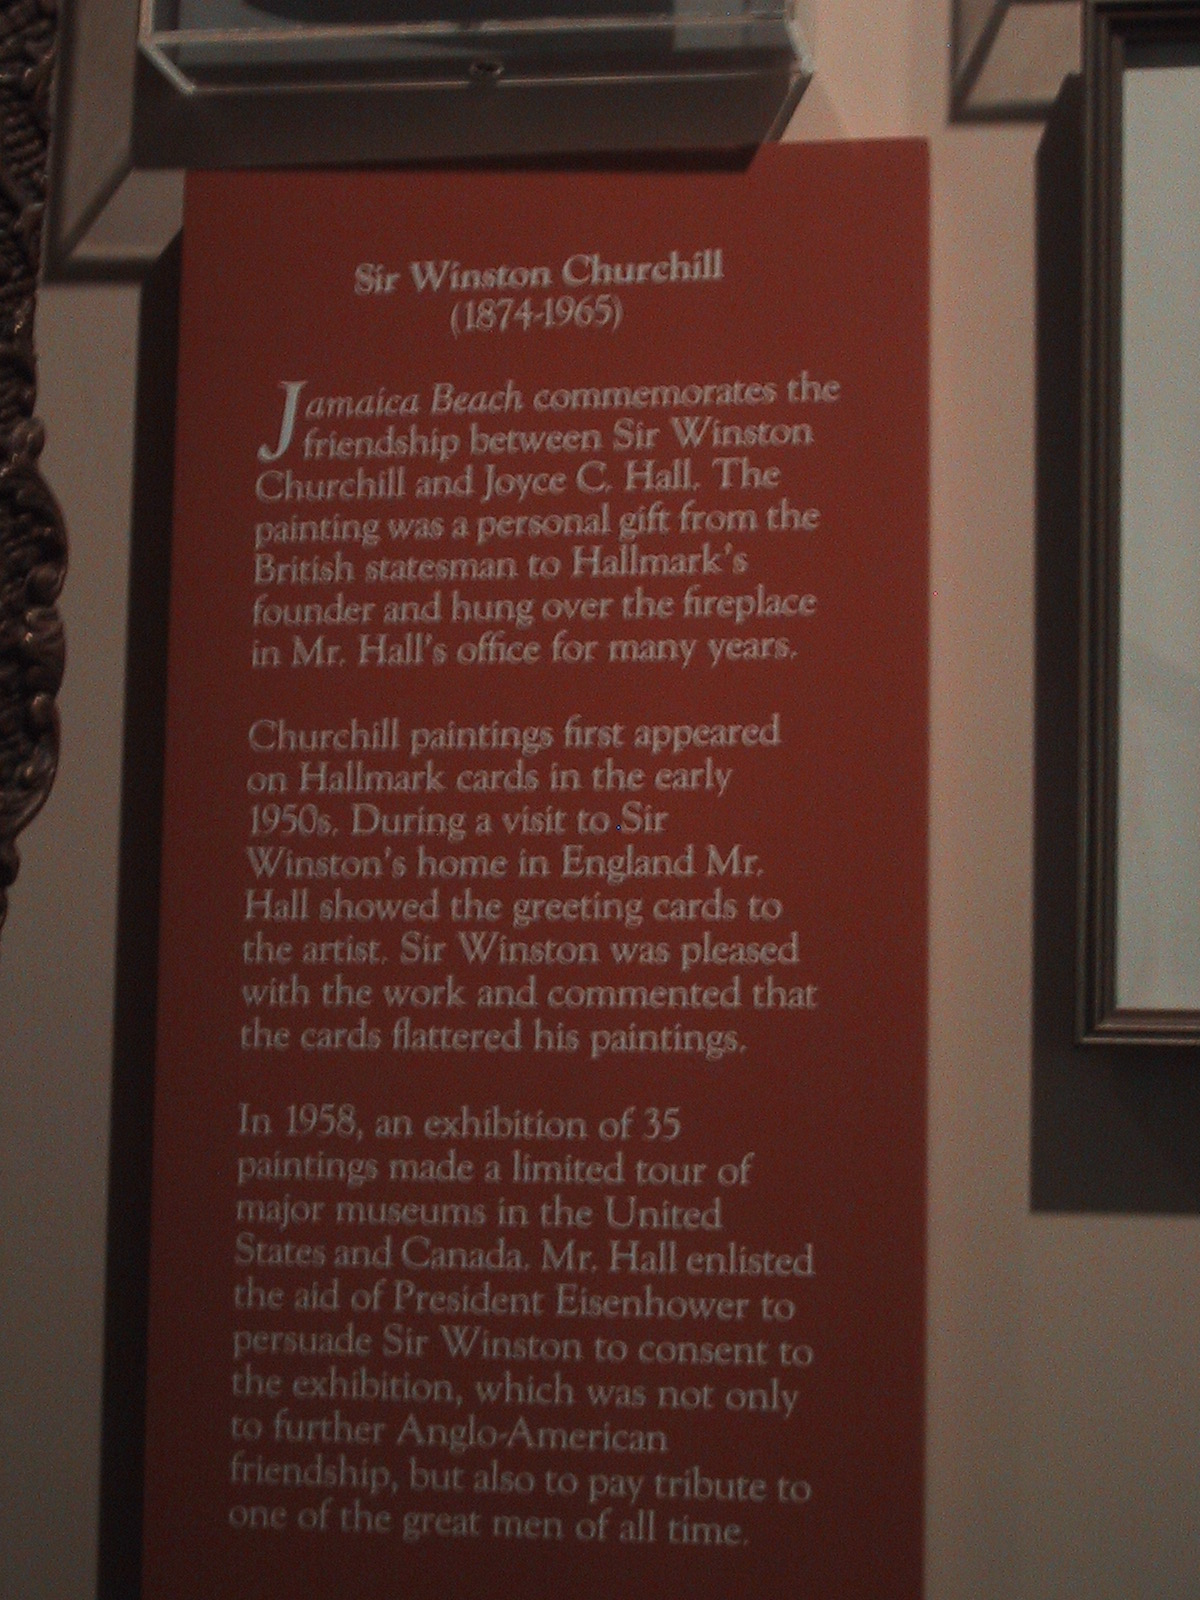 Sir Winston Churchill
(1874-1965)
Jamaica Beach commemorates the
friendship between Sir Winston
Churchill and Joyce C. Hall. The
painting was a personal gift from the
British statesman to Hallmark's
founder and hung over the fireplace
in Mr. Hall's office for many years.
Churchill paintings first appeared
on Hallmark cards in the early
1950s. During a visit to Sir
Winston's home in England Mr.
Hall showed the greeting cards to
the artist. Sir Winston was pleased
with the work and commented that
the cards flattered his paintings.
In 1958, an exhibition of 35
paintings made a limited tour of
major museums in the United
States and Canada. Mr. Hall enlisted
the aid of President Eisenhower to
persuade Sir Winston to consent to
the exhibition, which was not only
to further Anglo-American
friendship, but also to pay tribute to
one of the great men of all time.